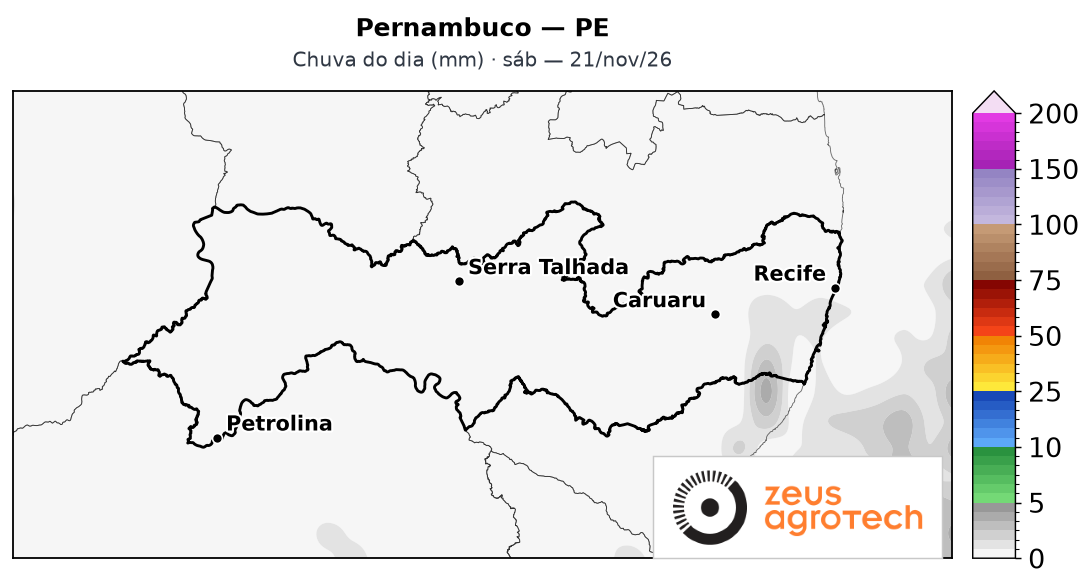 Pernambuco — PE
Chuva do dia (mm) · sáb — 21/nov/26
Serra Talhada
Recife
Caruaru
Petrolina
200
150
100
75
50
25
10
5
0
zeus
agrotech